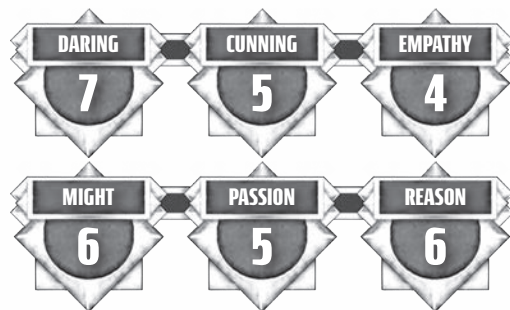 DARING CUNNING EMPATHY
7 5 4
MIGHT PASSION REASON
6 5 6